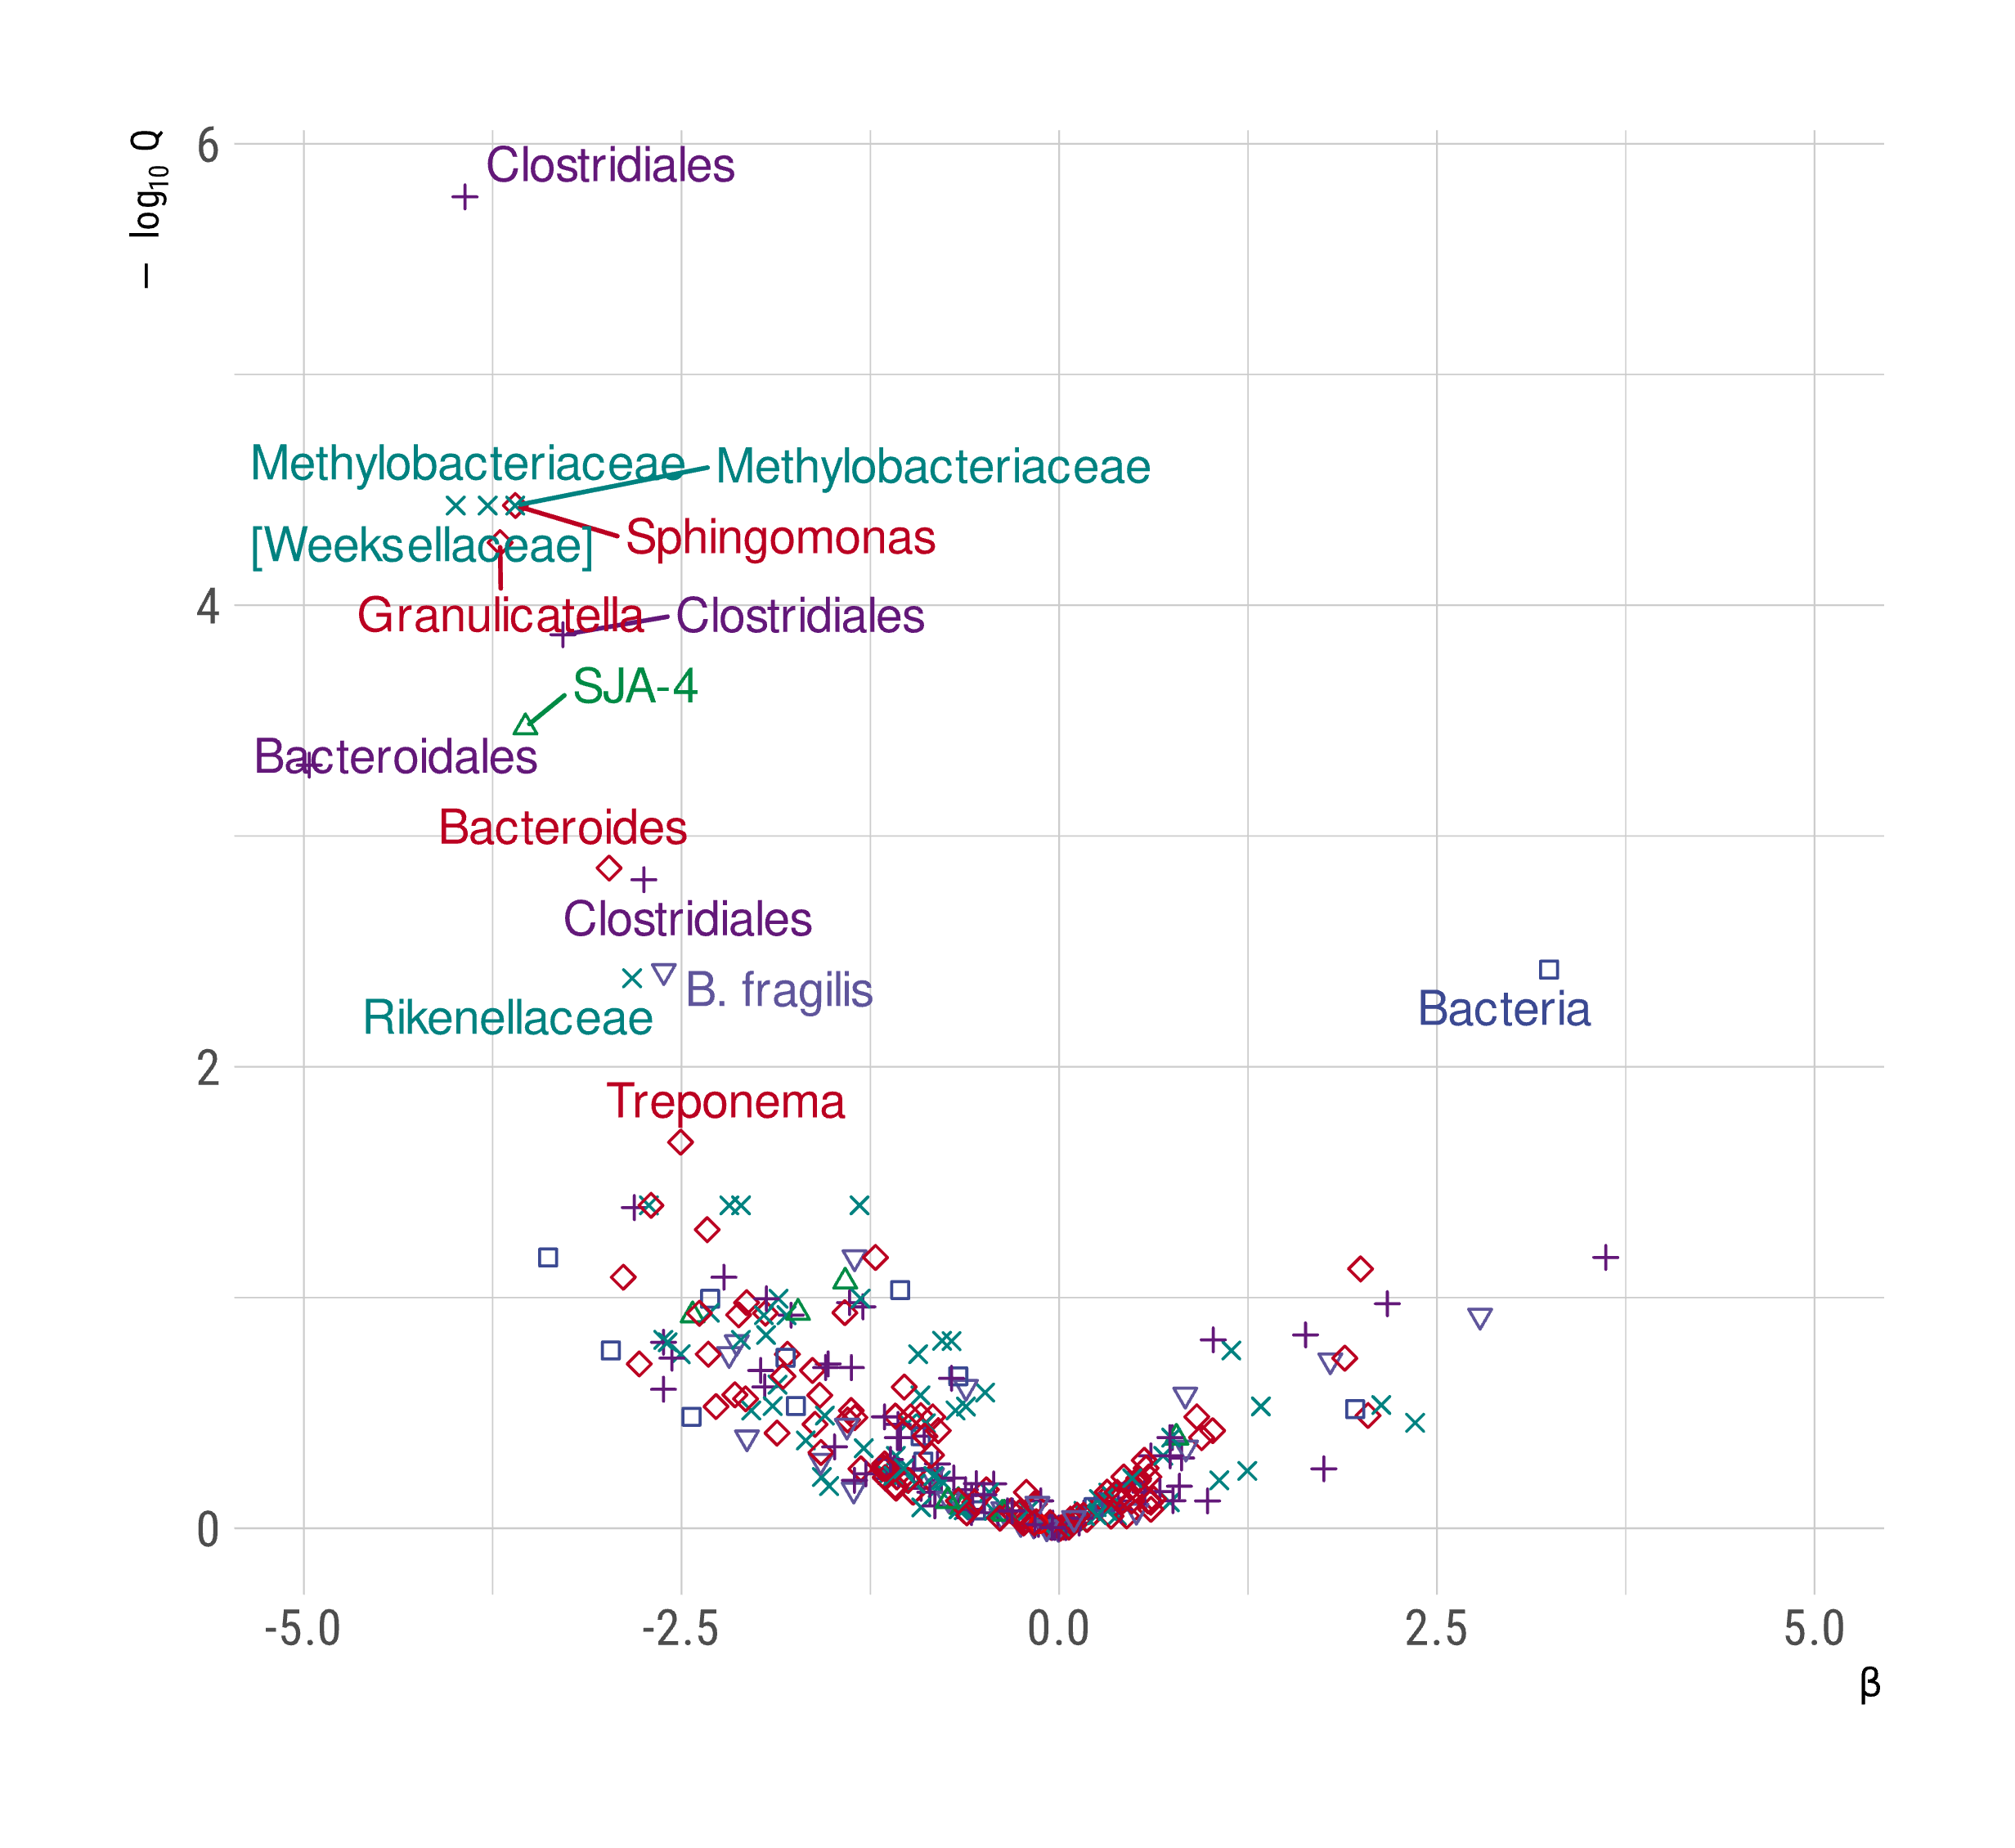 − log10 Q
6
Clostridiales
Methylobacteriaceae
Methylobacteriaceae
Sphingomonas
[Weeksellaceae]
4
Granulicatella
Clostridiales
SJA-4
Bacteroidales
Bacteroides
Clostridiales
B. fragilis
Rikenellaceae
Bacteria
2
Treponema
0
-5.0
-2.5
0.0
2.5
5.0
β